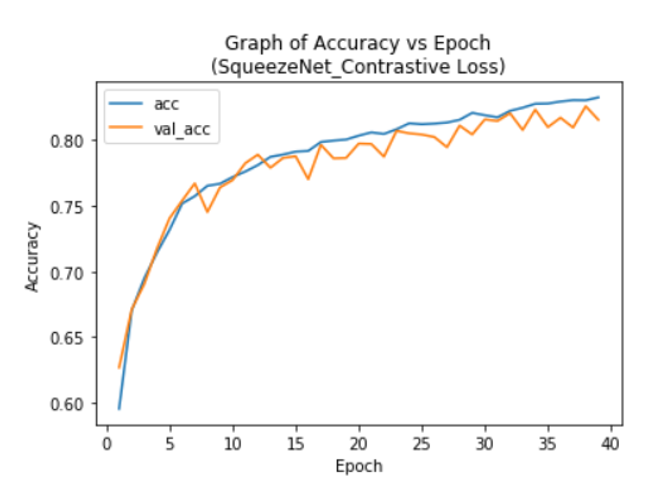 Graph of Accuracy vs Epoch
(SqueezeNet_Contrastive Loss)
acc
val_acc
Accuracy
0.80
0.75
0.70
0.65
0.60
0 5 10 15 20 25 30 35 40
Epoch